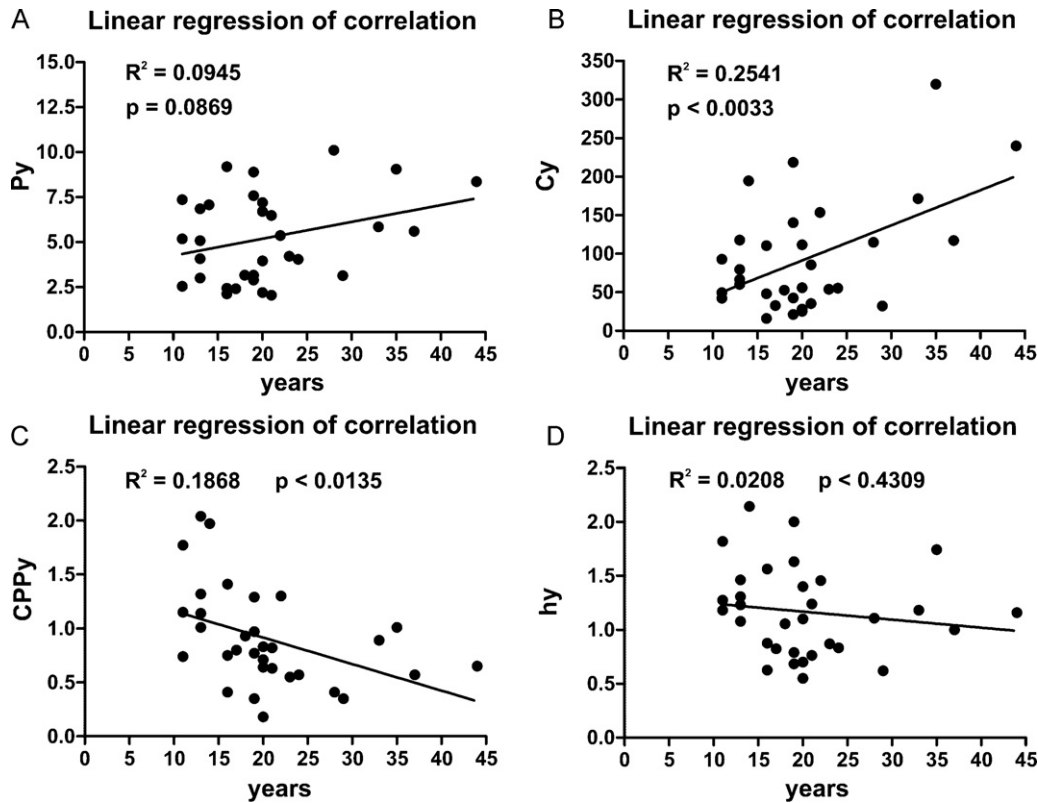 A
Linear regression of correlation
R² = 0.0945
p = 0.0869
Py
15.0
12.5
10.0
7.5
5.0
2.5
0.0
0 5 10 15 20 25 30 35 40 45
years
B
Linear regression of correlation
R² = 0.2541
p < 0.0033
Cy
350
300
250
200
150
100
50
0
0 5 10 15 20 25 30 35 40 45
years
C
Linear regression of correlation
R² = 0.1868 p < 0.0135
CPPy
2.5
2.0
1.5
1.0
0.5
0.0
0 5 10 15 20 25 30 35 40 45
years
D
Linear regression of correlation
R² = 0.0208 p < 0.4309
hy
2.5
2.0
1.5
1.0
0.5
0.0
0 5 10 15 20 25 30 35 40 45
years